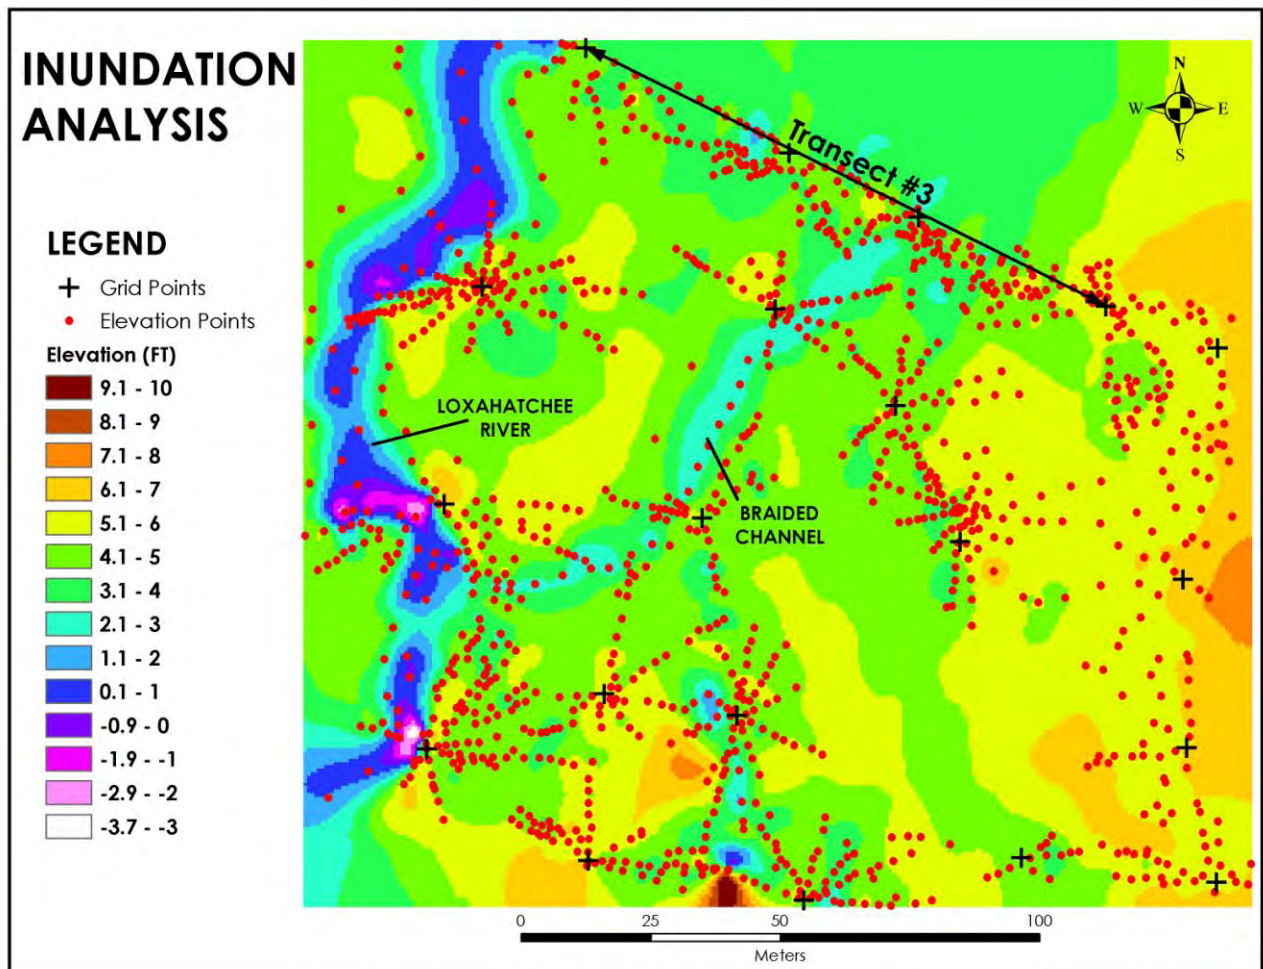 INUNDATION
ANALYSIS
N
W
E
S
Transect #3
LEGEND
Grid Points
Elevation Points
Elevation (FT)
9.1 - 10
8.1 - 9
7.1 - 8
6.1 - 7
5.1 - 6
4.1 - 5
3.1 - 4
2.1 - 3
1.1 - 2
0.1 - 1
-0.9 - 0
-1.9 - -1
-2.9 - -2
-3.7 - -3
LOXAHATCHEE
RIVER
BRAIDED
CHANNEL
0 25 50 100
Meters